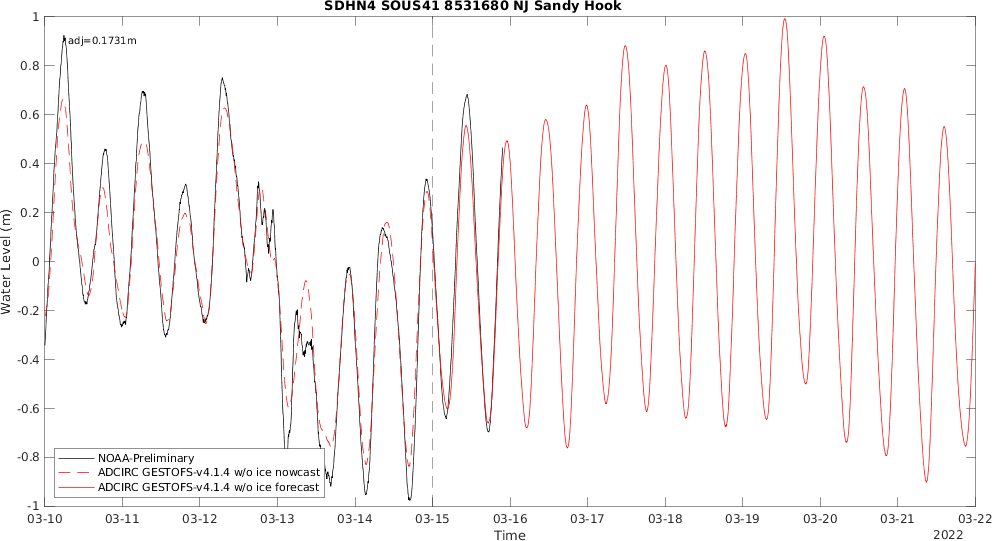 SDHN4 SOUS41 8531680 NJ Sandy Hook
adj=0.1731m
Water Level (m)
1
0.8
0.6
0.4
0.2
0
-0.2
-0.4
-0.6
-0.8
-1
NOAA-Preliminary
ADCIRC GESTOFS-v4.1.4 w/o ice nowcast
ADCIRC GESTOFS-v4.1.4 w/o ice forecast
03-10 03-11 03-12 03-13 03-14 03-15 03-16 03-17 03-18 03-19 03-20 03-21 03-22
Time
2022